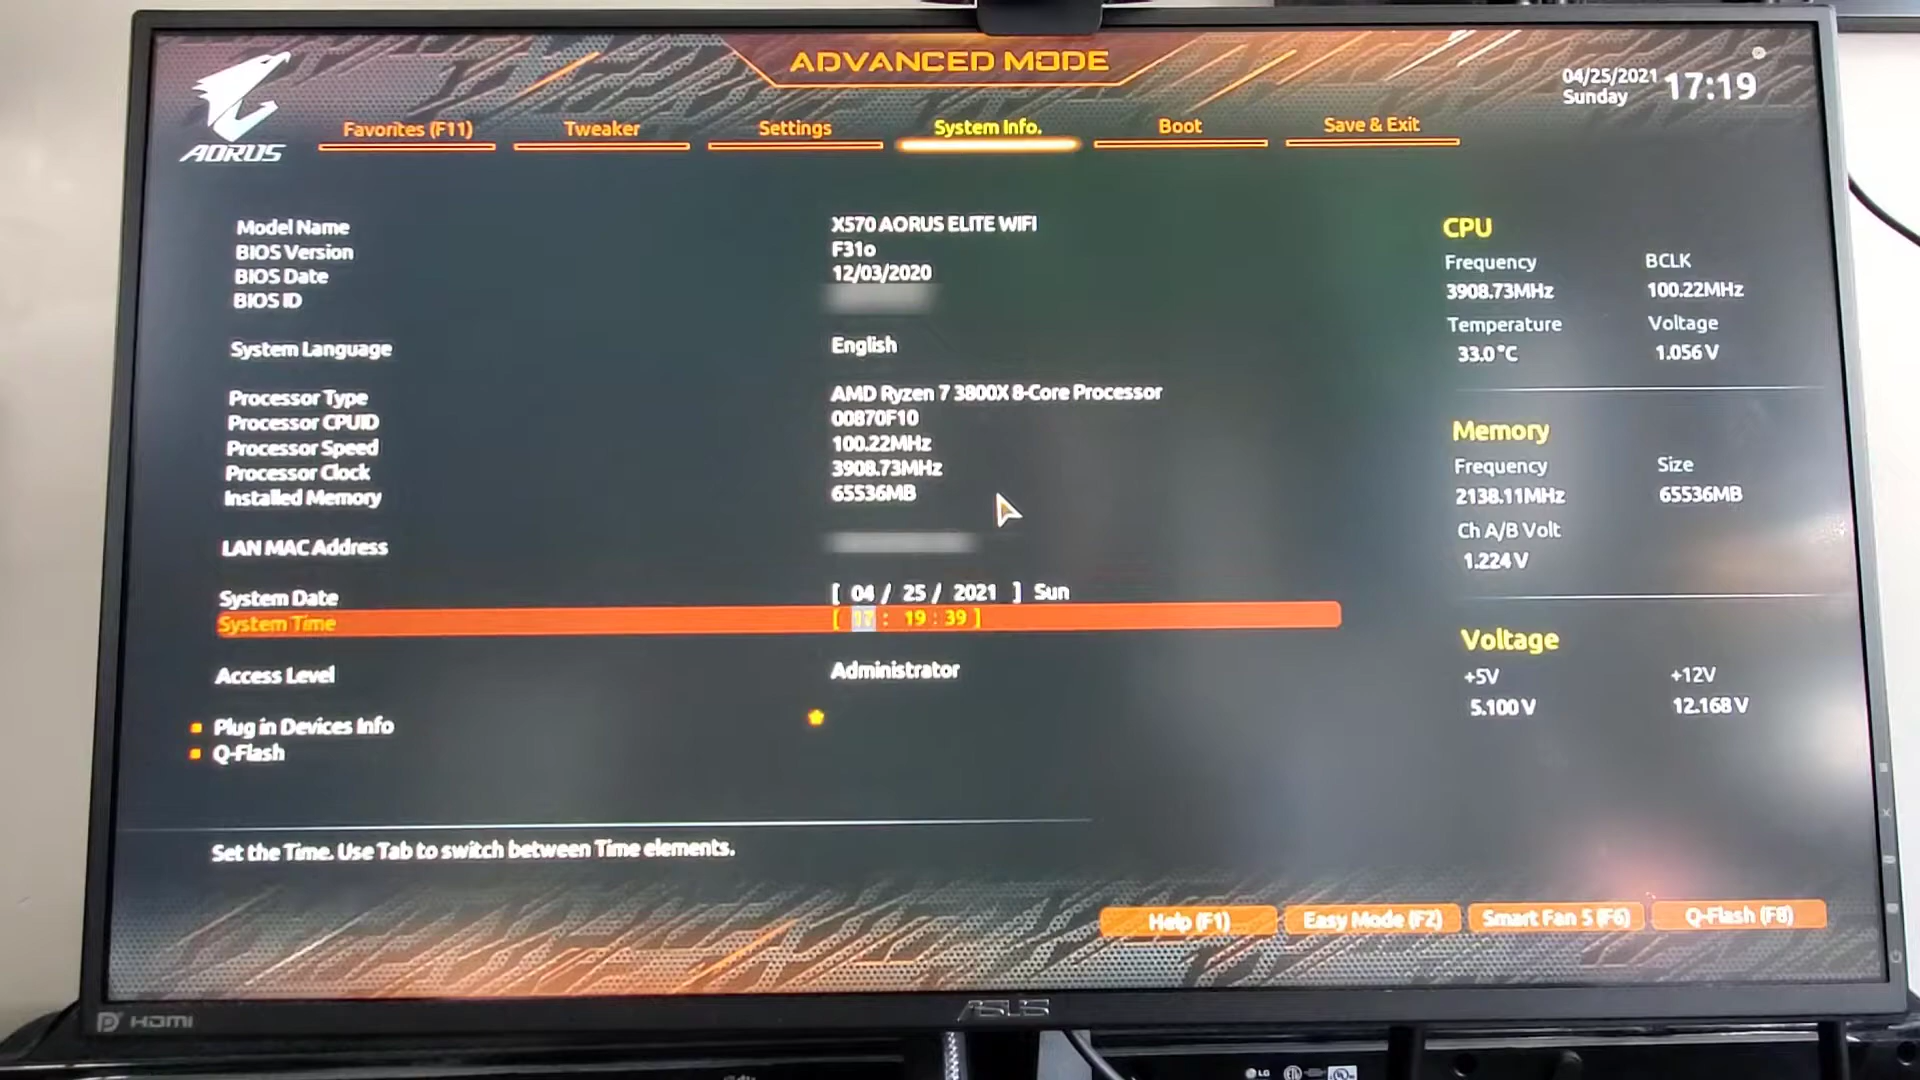 ADVANCED MODE
04/25/2021 17:19
Sunday
AORUS
Favorites (F11) Tweaker Settings System Info. Boot Save & Exit
Model Name X570 AORUS ELITE WIFI
BIOS Version F31o
BIOS Date 12/03/2020
BIOS ID
System Language English
Processor Type AMD Ryzen 7 3800X 8-Core Processor
Processor CPUID 00870F10
Processor Speed 100.22MHz
Processor Clock 3908.73MHz
Installed Memory 65536MB
LAN MAC Address
System Date [ 04 / 25 / 2021 ] Sun
System Time [ 17 : 19 : 39 ]
Access Level Administrator
Plug in Devices Info
Q-Flash
Set the Time. Use Tab to switch between Time elements.
CPU
Frequency BCLK
3908.73MHz 100.22MHz
Temperature Voltage
33.0 °C 1.056 V
Memory
Frequency Size
2138.11MHz 65536MB
Ch A/B Volt
1.224 V
Voltage
+5V +12V
5.100 V 12.168 V
Help (F1) Easy Mode (F2) Smart Fan 5 (F6) Q-Flash (F8)
HDMI
ASUS
LG